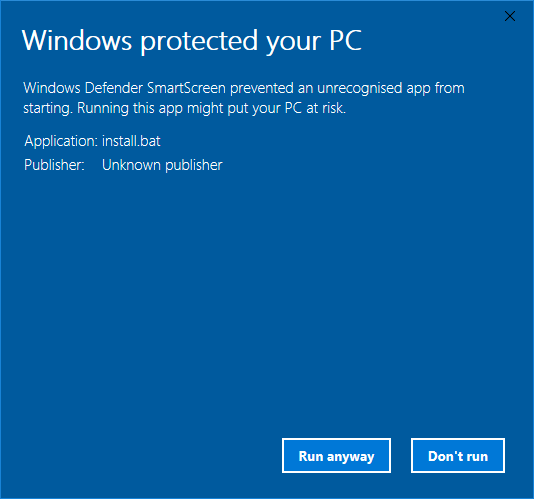 Windows protected your PC
Windows Defender SmartScreen prevented an unrecognised app from
starting. Running this app might put your PC at risk.
Application: install.bat
Publisher: Unknown publisher
Run anyway
Don't run